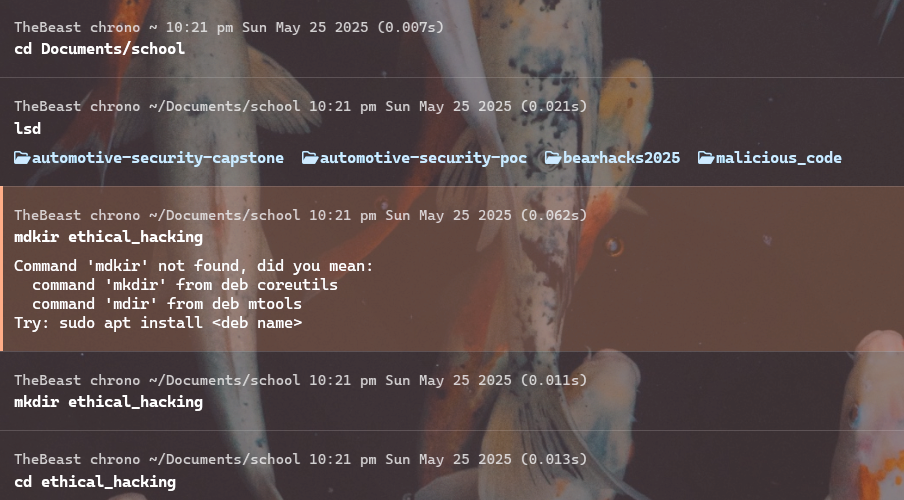 TheBeast chrono ~ 10:21 pm Sun May 25 2025 (0.007s)
cd Documents/school
TheBeast chrono ~/Documents/school 10:21 pm Sun May 25 2025 (0.021s)
lsd
automotive-security-capstone automotive-security-poc bearhacks2025 malicious_code
TheBeast chrono ~/Documents/school 10:21 pm Sun May 25 2025 (0.062s)
mdkir ethical_hacking
Command 'mdkir' not found, did you mean:
  command 'mkdir' from deb coreutils
  command 'mdir' from deb mtools
Try: sudo apt install <deb name>
TheBeast chrono ~/Documents/school 10:21 pm Sun May 25 2025 (0.011s)
mkdir ethical_hacking
TheBeast chrono ~/Documents/school 10:21 pm Sun May 25 2025 (0.013s)
cd ethical_hacking